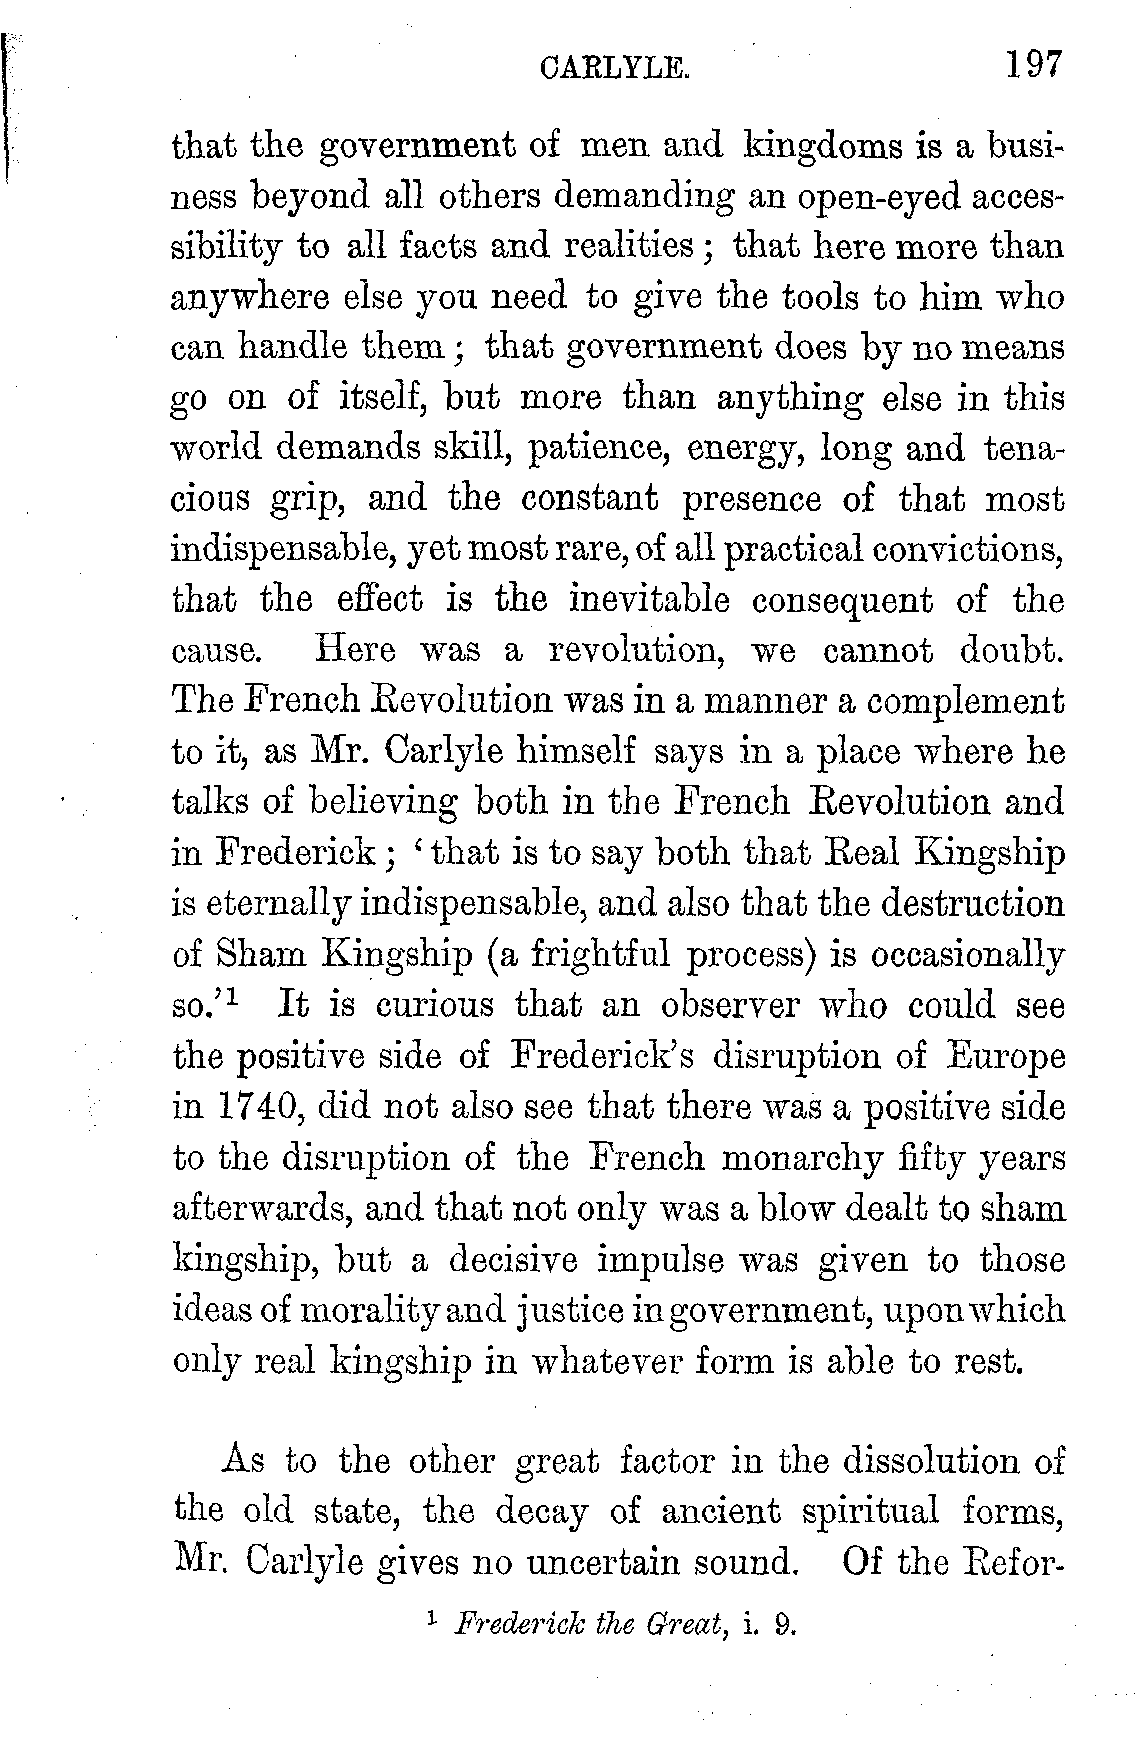 CARLYLE. 197
that the government of men and kingdoms is a busi-
ness beyond all others demanding an open-eyed acces-
sibility to all facts and realities ; that here more than
anywhere else you need to give the tools to him who
can handle them ; that government does by no means
go on of itself, but more than anything else in this
world demands skill, patience, energy, long and tena-
cious grip, and the constant presence of that most
indispensable, yet most rare, of all practical convictions,
that the effect is the inevitable consequent of the
cause. Here was a revolution, we cannot doubt.
The French Revolution was in a manner a complement
to it, as Mr. Carlyle himself says in a place where he
talks of believing both in the French Revolution and
in Frederick ; ‘ that is to say both that Real Kingship
is eternally indispensable, and also that the destruction
of Sham Kingship (a frightful process) is occasionally
so.’¹ It is curious that an observer who could see
the positive side of Frederick’s disruption of Europe
in 1740, did not also see that there was a positive side
to the disruption of the French monarchy fifty years
afterwards, and that not only was a blow dealt to sham
kingship, but a decisive impulse was given to those
ideas of morality and justice in government, upon which
only real kingship in whatever form is able to rest.
As to the other great factor in the dissolution of
the old state, the decay of ancient spiritual forms,
Mr. Carlyle gives no uncertain sound. Of the Refor-
¹ Frederick the Great, i. 9.